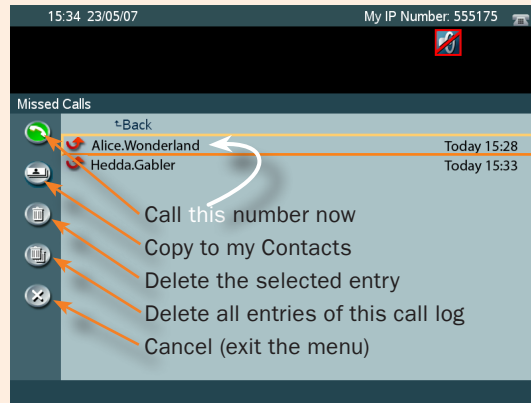 15:34 23/05/07 My IP Number: 555175
Missed Calls
Back
Alice.Wonderland Today 15:28
Hedda.Gabler Today 15:33
Call this number now
Copy to my Contacts
Delete the selected entry
Delete all entries of this call log
Cancel (exit the menu)